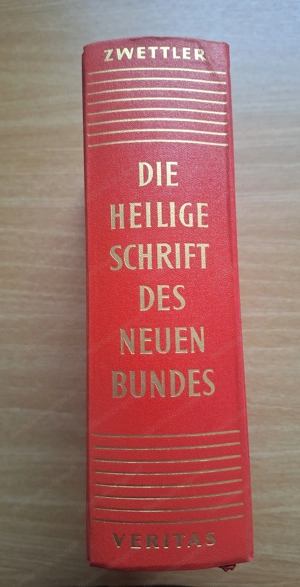 ZWETTLER
DIE
HEILIGE
SCHRIFT
DES
NEUEN
BUNDES
VERITAS